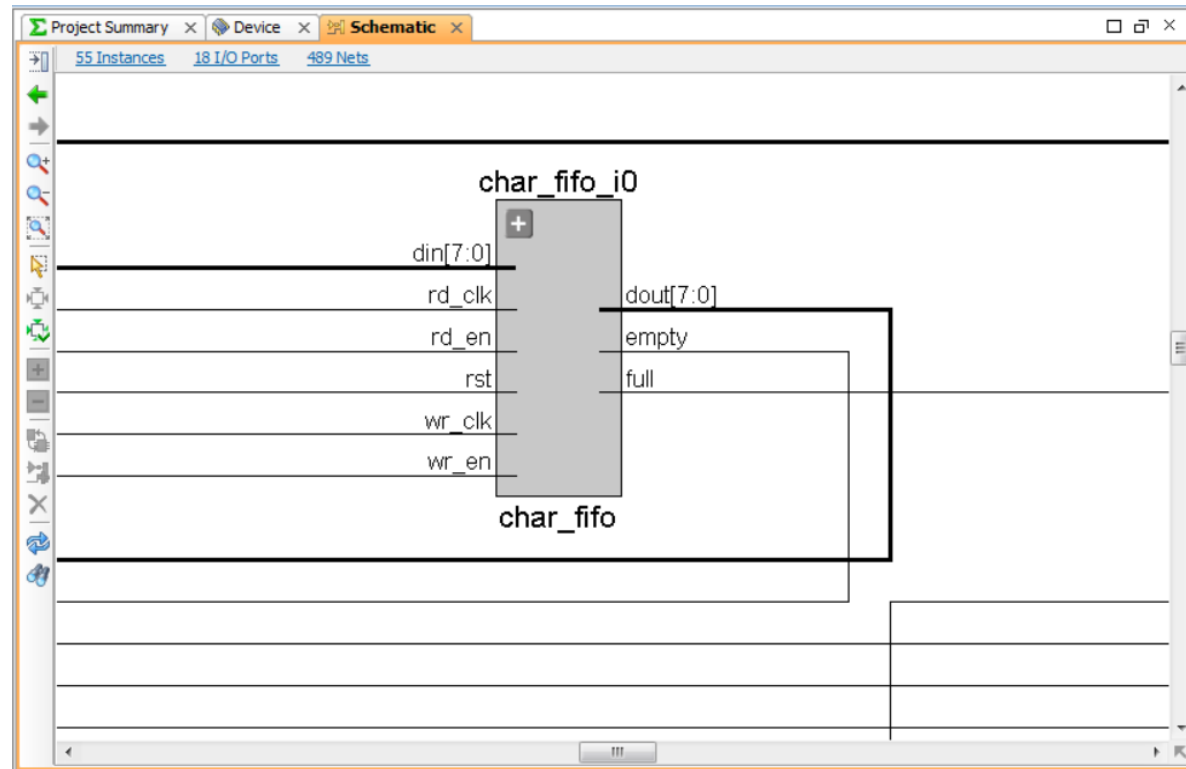 Project Summary Device Schematic
55 Instances 18 I/O Ports 489 Nets
char_fifo_i0
din[7:0]
rd_clk dout[7:0]
rd_en empty
rst full
wr_clk
wr_en
char_fifo